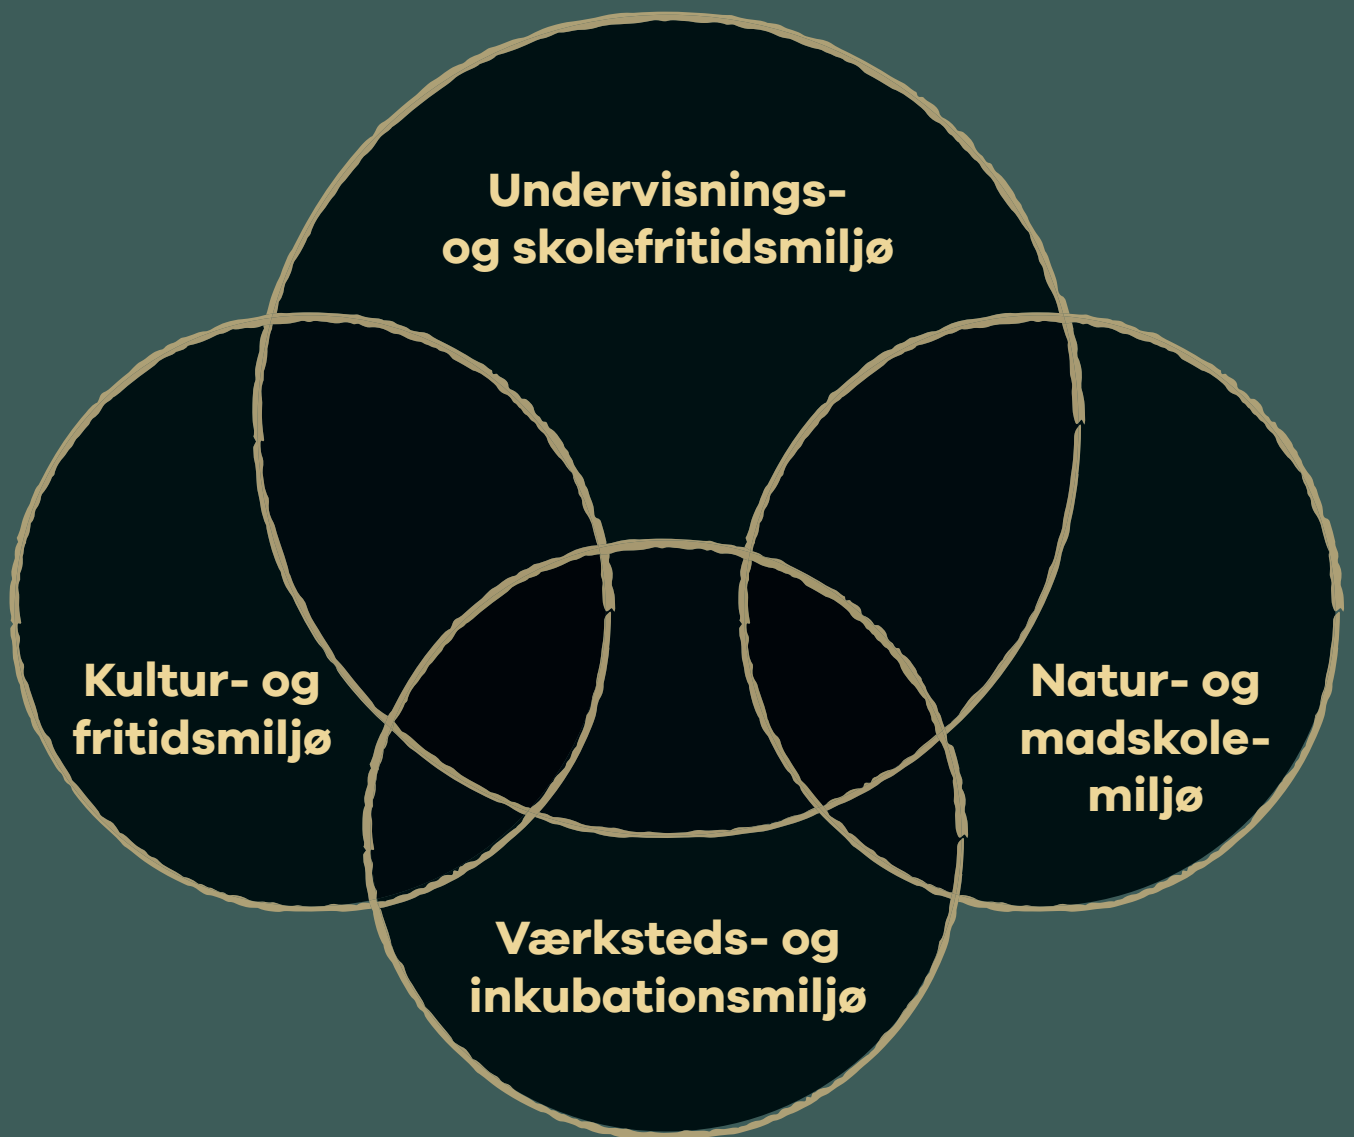 Undervisnings-
og skolefritidsmiljø
Kultur- og
fritidsmiljø
Natur- og
madskole-
miljø
Værksteds- og
inkubationsmiljø